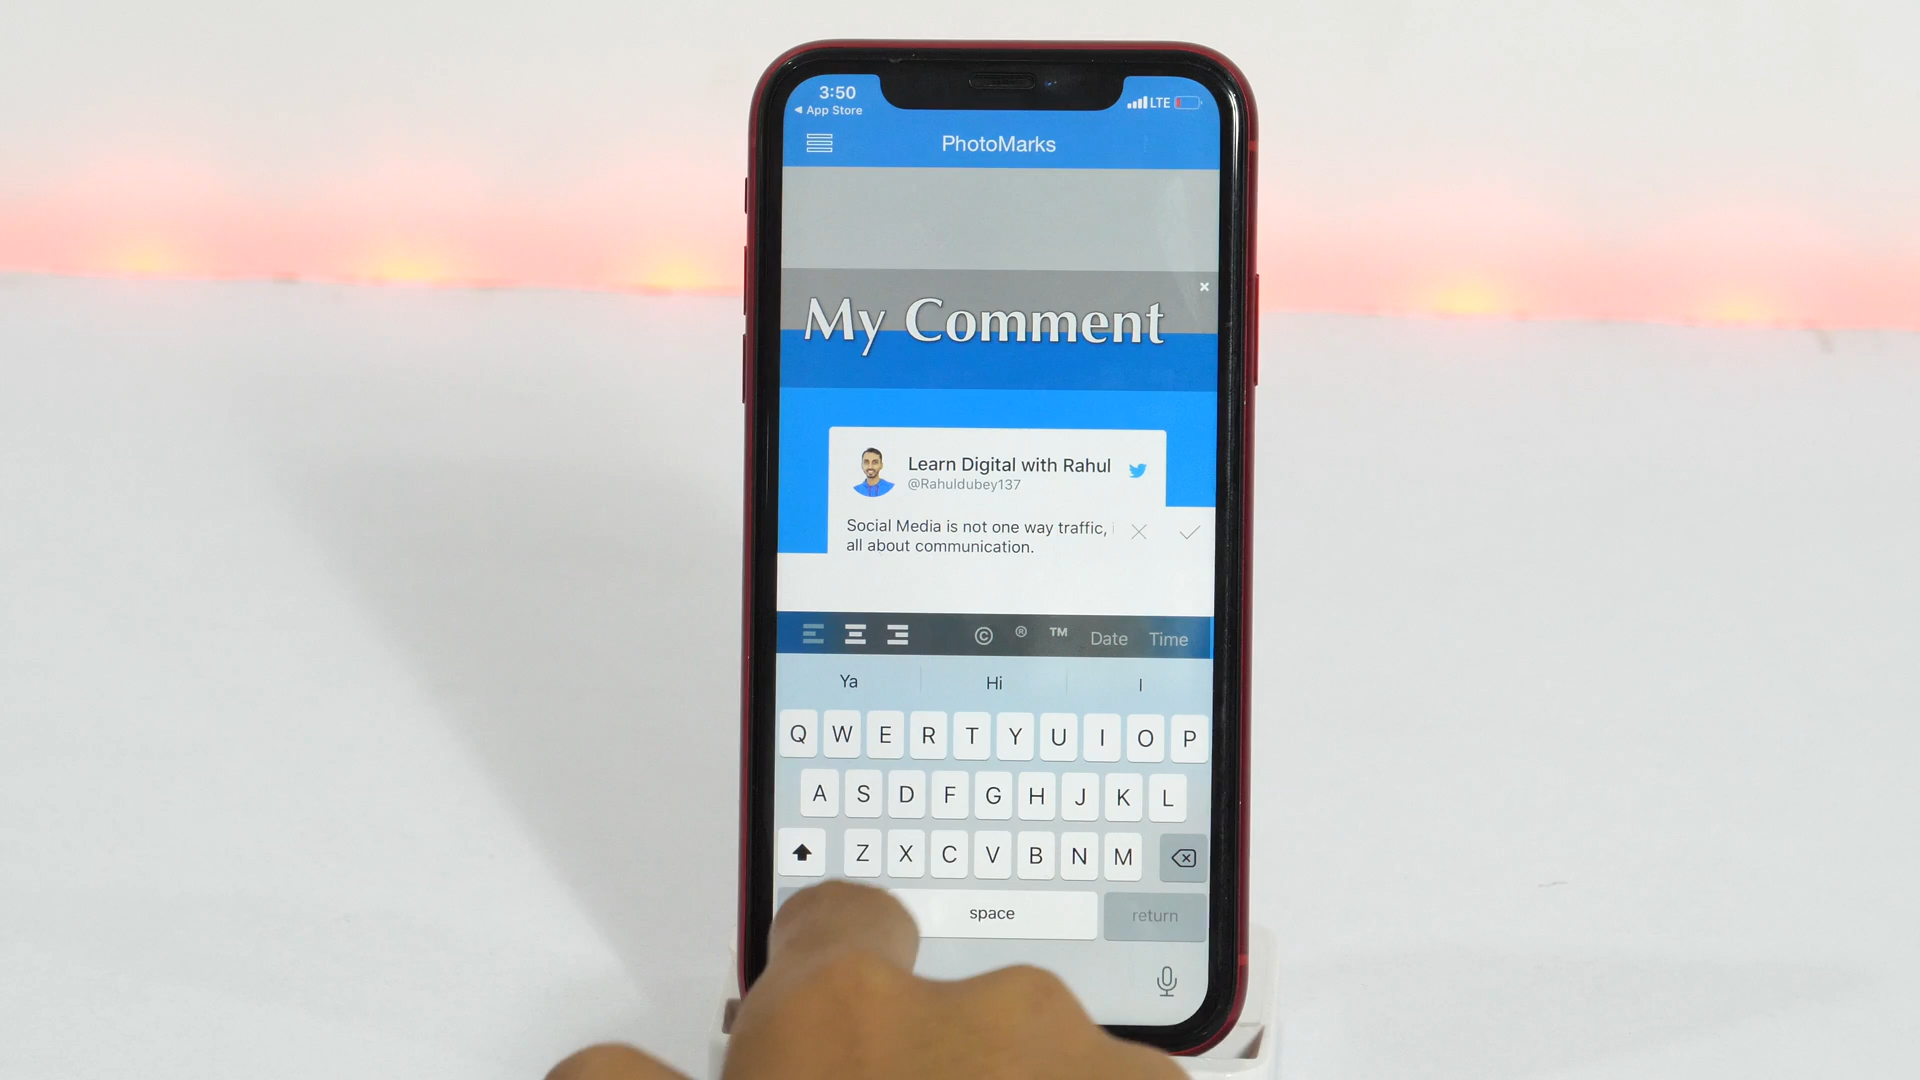 3:50
◀ App Store
LTE
PhotoMarks
My Comment
Learn Digital with Rahul
@Rahuldubey137
Social Media is not one way traffic,
all about communication.
© ® ™ Date Time
Ya Hi I
Q W E R T Y U I O P
A S D F G H J K L
Z X C V B N M
space return